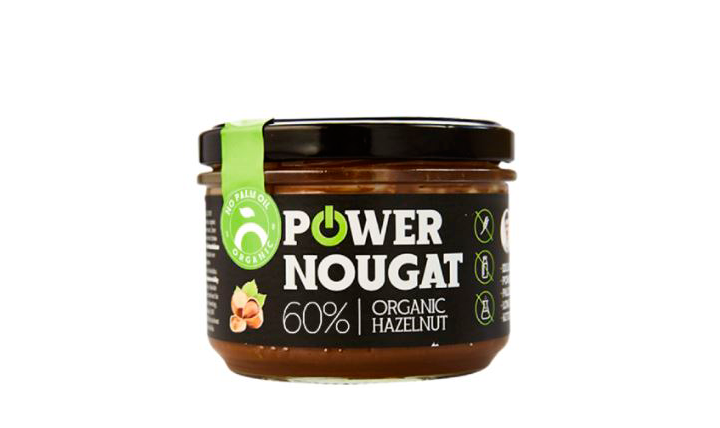 NO PALM OIL
ORGANIC
POWER
NOUGAT
60%
ORGANIC
HAZELNUT